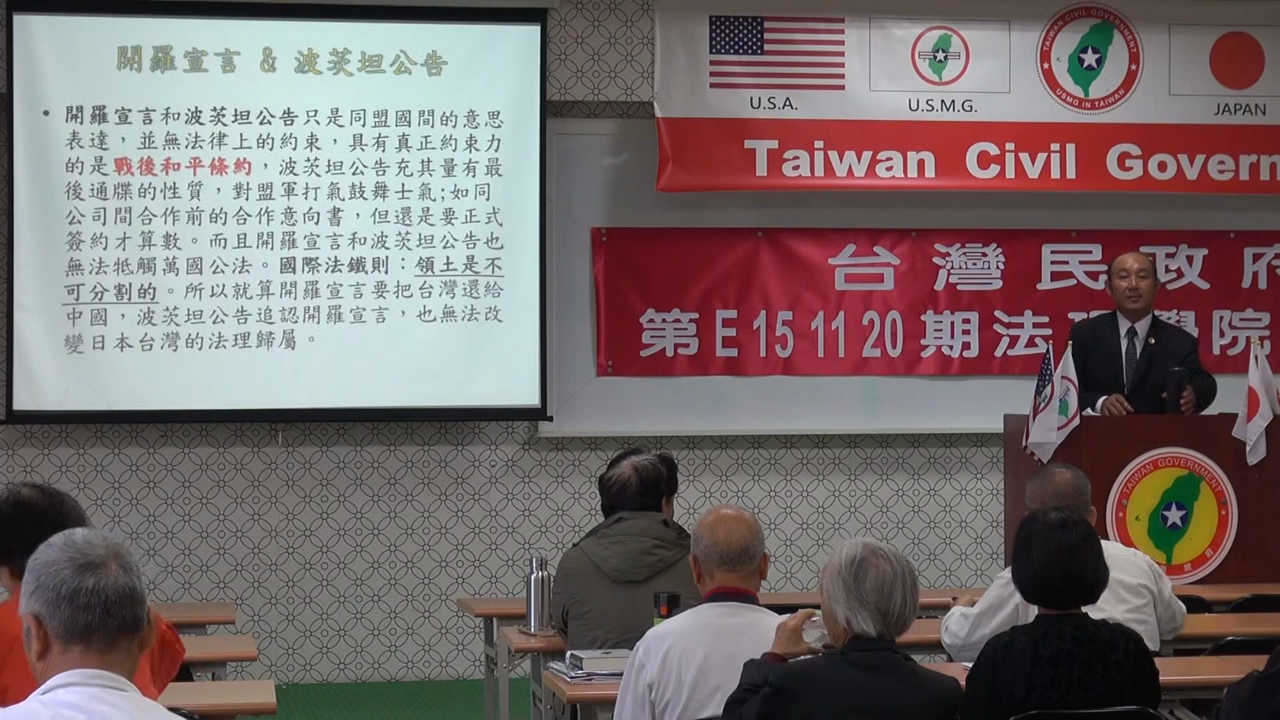 開羅宣言 & 波茨坦公告
• 開羅宣言和波茨坦公告只是同盟國間的意思
表達，並無法律上的約束，具有真正約束力
的是戰後和平條約，波茨坦公告充其量有最
後通牒的性質，對盟軍打氣鼓舞士氣;如同
公司間合作前的合作意向書，但還是要正式
簽約才算數。而且開羅宣言和波茨坦公告也
無法牴觸萬國公法。國際法鐵則：領土是不
可分割的。所以就算開羅宣言要把台灣還給
中國，波茨坦公告追認開羅宣言，也無法改
變日本台灣的法理歸屬。
U.S.A.
U.S.M.G.
TAIWAN CIVIL GOVERNMENT
USMG IN TAIWAN
JAPAN
Taiwan Civil Govern
台灣民政府
第E151120期法理學院
TAIWAN GOVERNMENT
政府